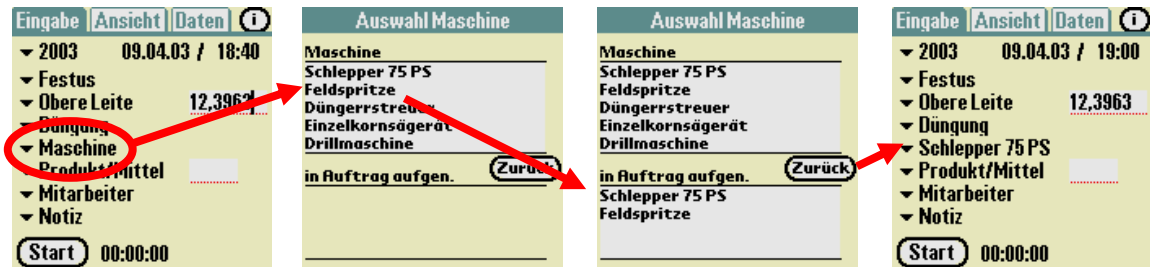 Eingabe Ansicht Daten i
2003 09.04.03 / 18:40
Festus
Obere Leite 12,3963
Düngung
Maschine
Produkt/Mittel
Mitarbeiter
Notiz
Start 00:00:00
Auswahl Maschine
Maschine
Schlepper 75 PS
Feldspritze
Düngerrstreuer
Einzelkornsägerät
Drillmaschine
Zurück
in Auftrag aufgen.
Auswahl Maschine
Maschine
Schlepper 75 PS
Feldspritze
Düngerrstreuer
Einzelkornsägerät
Drillmaschine
Zurück
in Auftrag aufgen.
Schlepper 75 PS
Feldspritze
Eingabe Ansicht Daten i
2003 09.04.03 / 19:00
Festus
Obere Leite 12,3963
Düngung
Schlepper 75 PS
Produkt/Mittel
Mitarbeiter
Notiz
Start 00:00:00